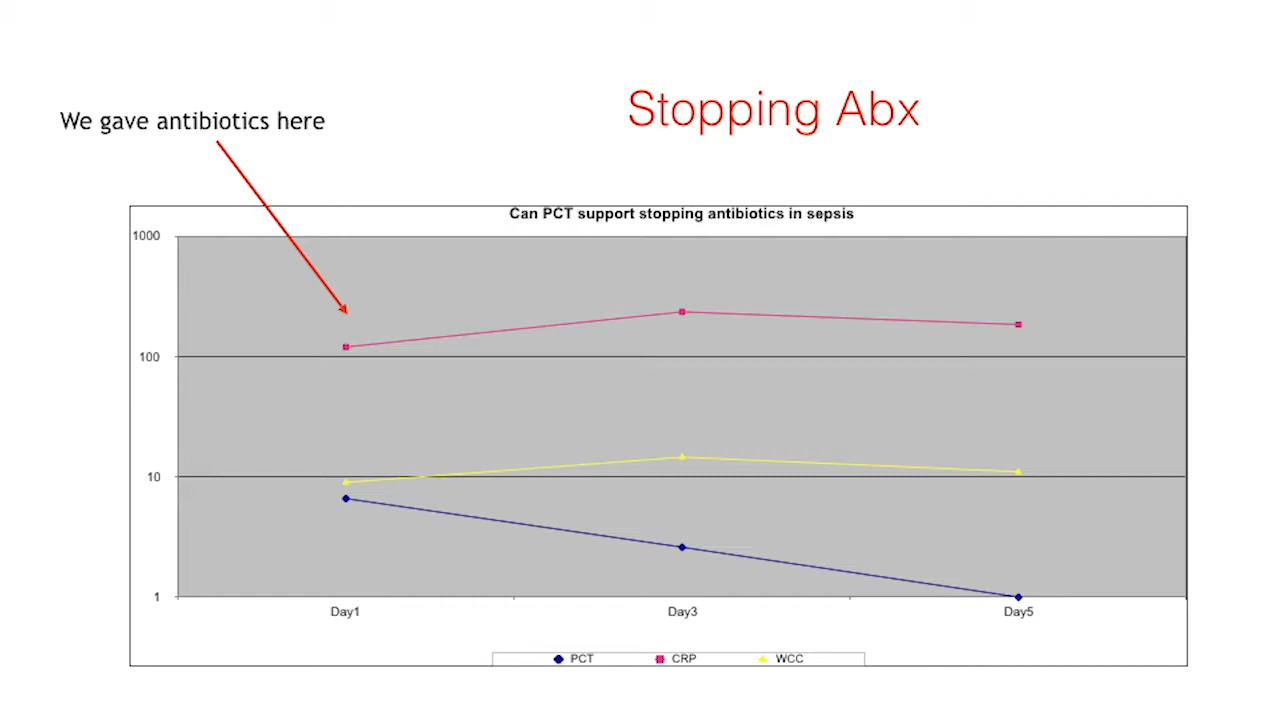 Stopping Abx
We gave antibiotics here
Can PCT support stopping antibiotics in sepsis
1000
100
10
1
Day1 Day3 Day5
PCT CRP WCC